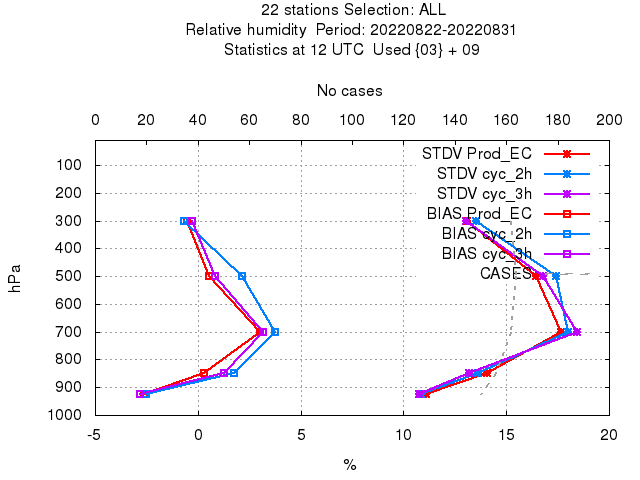 22 stations Selection: ALL
Relative humidity  Period: 20220822-20220831
Statistics at 12 UTC  Used {03} + 09
No cases
0 20 40 60 80 100 120 140 160 180 200
STDV Prod_EC
STDV cyc_2h
STDV cyc_3h
BIAS Prod_EC
BIAS cyc_2h
BIAS cyc_3h
CASES
hPa
100
200
300
400
500
600
700
800
900
1000
-5 0 5 10 15 20
%